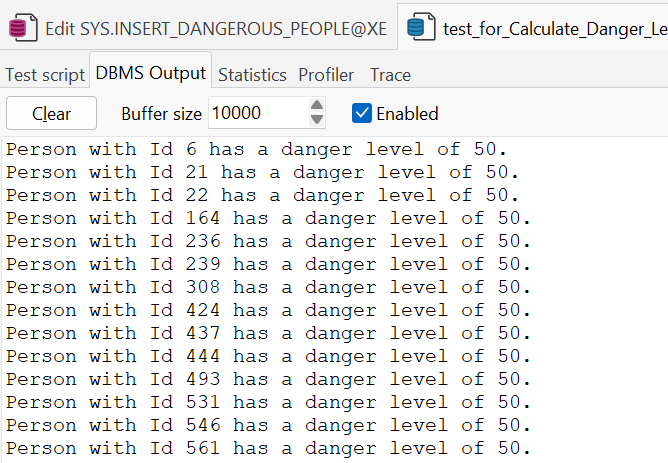 Edit SYS.INSERT_DANGEROUS_PEOPLE@XE test_for_Calculate_Danger_Le
Test script DBMS Output Statistics Profiler Trace
Clear Buffer size 10000 Enabled
Person with Id 6 has a danger level of 50.
Person with Id 21 has a danger level of 50.
Person with Id 22 has a danger level of 50.
Person with Id 164 has a danger level of 50.
Person with Id 236 has a danger level of 50.
Person with Id 239 has a danger level of 50.
Person with Id 308 has a danger level of 50.
Person with Id 424 has a danger level of 50.
Person with Id 437 has a danger level of 50.
Person with Id 444 has a danger level of 50.
Person with Id 493 has a danger level of 50.
Person with Id 531 has a danger level of 50.
Person with Id 546 has a danger level of 50.
Person with Id 561 has a danger level of 50.